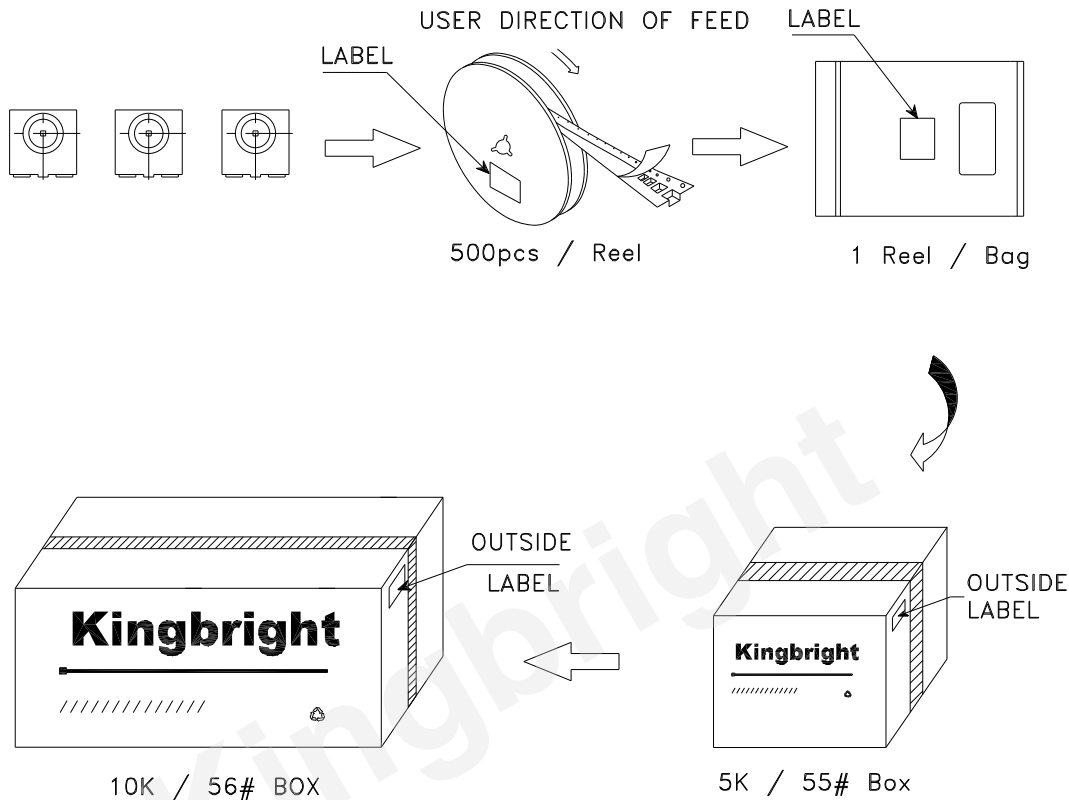 USER DIRECTION OF FEED
LABEL
LABEL
500pcs / Reel
1 Reel / Bag
OUTSIDE
LABEL
OUTSIDE
LABEL
Kingbright
Kingbright
Kingbright
10K / 56# BOX
5K / 55# Box